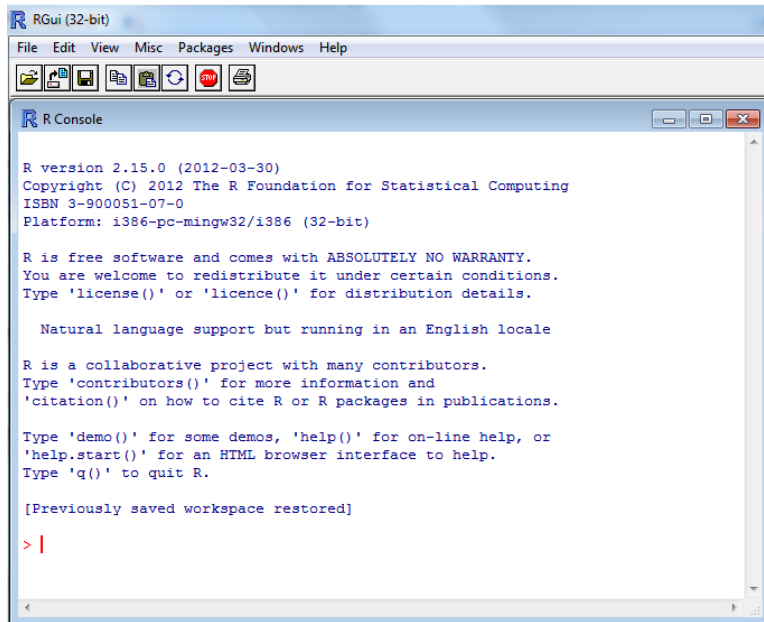 RGui (32-bit)
File Edit View Misc Packages Windows Help
STOP
R Console
R version 2.15.0 (2012-03-30)
Copyright (C) 2012 The R Foundation for Statistical Computing
ISBN 3-900051-07-0
Platform: i386-pc-mingw32/i386 (32-bit)
R is free software and comes with ABSOLUTELY NO WARRANTY.
You are welcome to redistribute it under certain conditions.
Type 'license()' or 'licence()' for distribution details.
Natural language support but running in an English locale
R is a collaborative project with many contributors.
Type 'contributors()' for more information and
'citation()' on how to cite R or R packages in publications.
Type 'demo()' for some demos, 'help()' for on-line help, or
'help.start()' for an HTML browser interface to help.
Type 'q()' to quit R.
[Previously saved workspace restored]
>